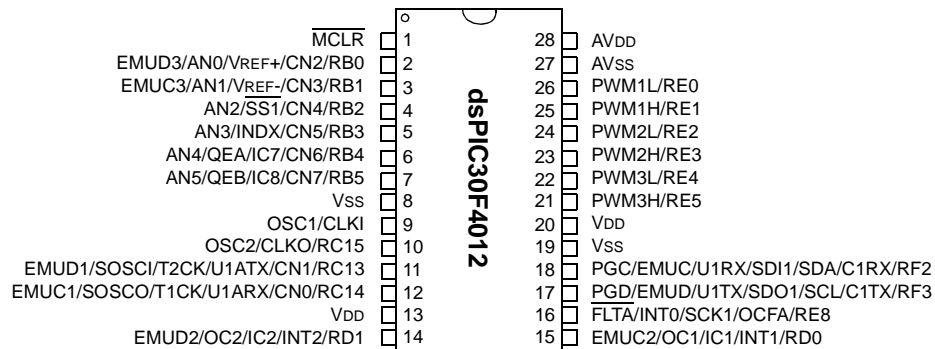 MCLR 1 28 AVDD
EMUD3/AN0/VREF+/CN2/RB0 2 27 AVSS
EMUC3/AN1/VREF-/CN3/RB1 3 26 PWM1L/RE0
AN2/SS1/CN4/RB2 4 25 PWM1H/RE1
AN3/INDX/CN5/RB3 5 24 PWM2L/RE2
AN4/QEA/IC7/CN6/RB4 6 23 PWM2H/RE3
AN5/QEB/IC8/CN7/RB5 7 22 PWM3L/RE4
VSS 8 21 PWM3H/RE5
OSC1/CLKI 9 20 VDD
OSC2/CLKO/RC15 10 19 VSS
EMUD1/SOSCI/T2CK/U1ATX/CN1/RC13 11 18 PGC/EMUC/U1RX/SDI1/SDA/C1RX/RF2
EMUC1/SOSCO/T1CK/U1ARX/CN0/RC14 12 17 PGD/EMUD/U1TX/SDO1/SCL/C1TX/RF3
VDD 13 16 FLTA/INT0/SCK1/OCFA/RE8
EMUD2/OC2/IC2/INT2/RD1 14 15 EMUC2/OC1/IC1/INT1/RD0
dsPIC30F4012